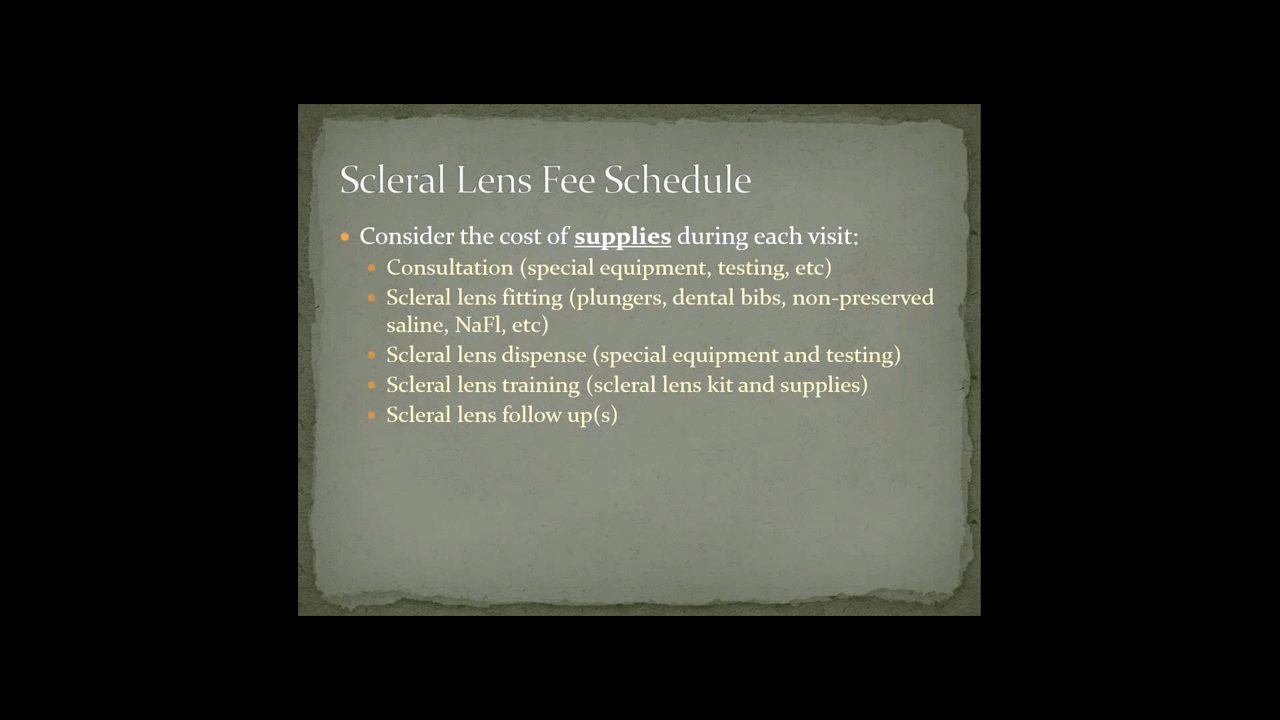 Scleral Lens Fee Schedule
• Consider the cost of supplies during each visit:
• Consultation (special equipment, testing, etc)
• Scleral lens fitting (plungers, dental bibs, non-preserved
saline, NaFl, etc)
• Scleral lens dispense (special equipment and testing)
• Scleral lens training (scleral lens kit and supplies)
• Scleral lens follow up(s)